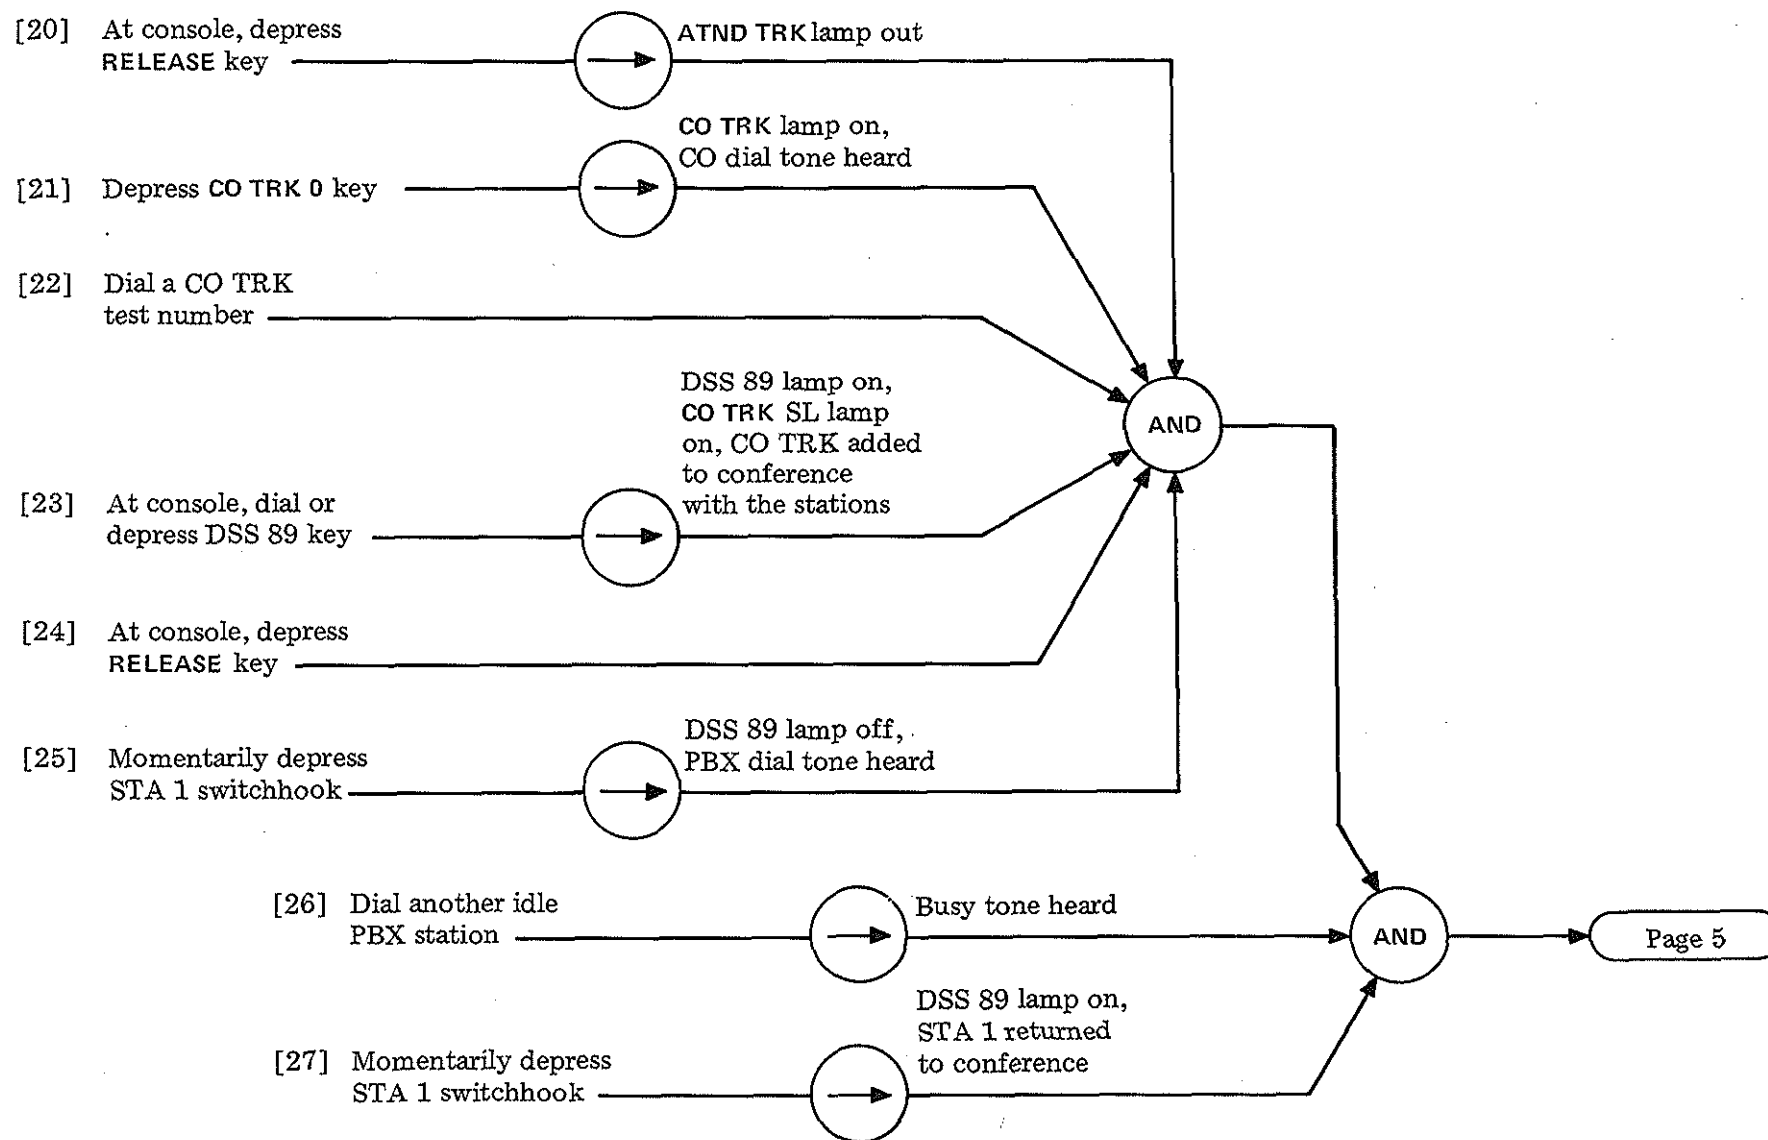 [20] At console, depress
RELEASE key
ATND TRK lamp out
[21] Depress CO TRK 0 key
CO TRK lamp on,
CO dial tone heard
[22] Dial a CO TRK
test number
[23] At console, dial or
depress DSS 89 key
DSS 89 lamp on,
CO TRK SL lamp
on, CO TRK added
to conference
with the stations
AND
[24] At console, depress
RELEASE key
[25] Momentarily depress
STA 1 switchhook
DSS 89 lamp off,
PBX dial tone heard
[26] Dial another idle
PBX station
Busy tone heard
AND
Page 5
[27] Momentarily depress
STA 1 switchhook
DSS 89 lamp on,
STA 1 returned
to conference